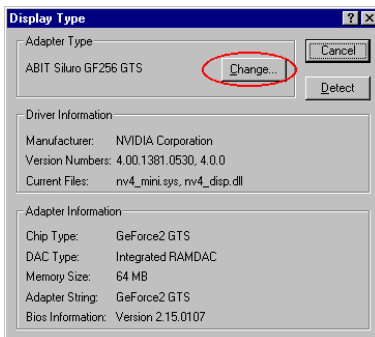 Display Type
Adapter Type
ABIT Siluro GF256 GTS
Change...
Cancel
Detect
Driver Information
Manufacturer: NVIDIA Corporation
Version Numbers: 4.00.1381.0530, 4.0.0
Current Files: nv4_mini.sys, nv4_disp.dll
Adapter Information
Chip Type: GeForce2 GTS
DAC Type: Integrated RAMDAC
Memory Size: 64 MB
Adapter String: GeForce2 GTS
Bios Information: Version 2.15.0107